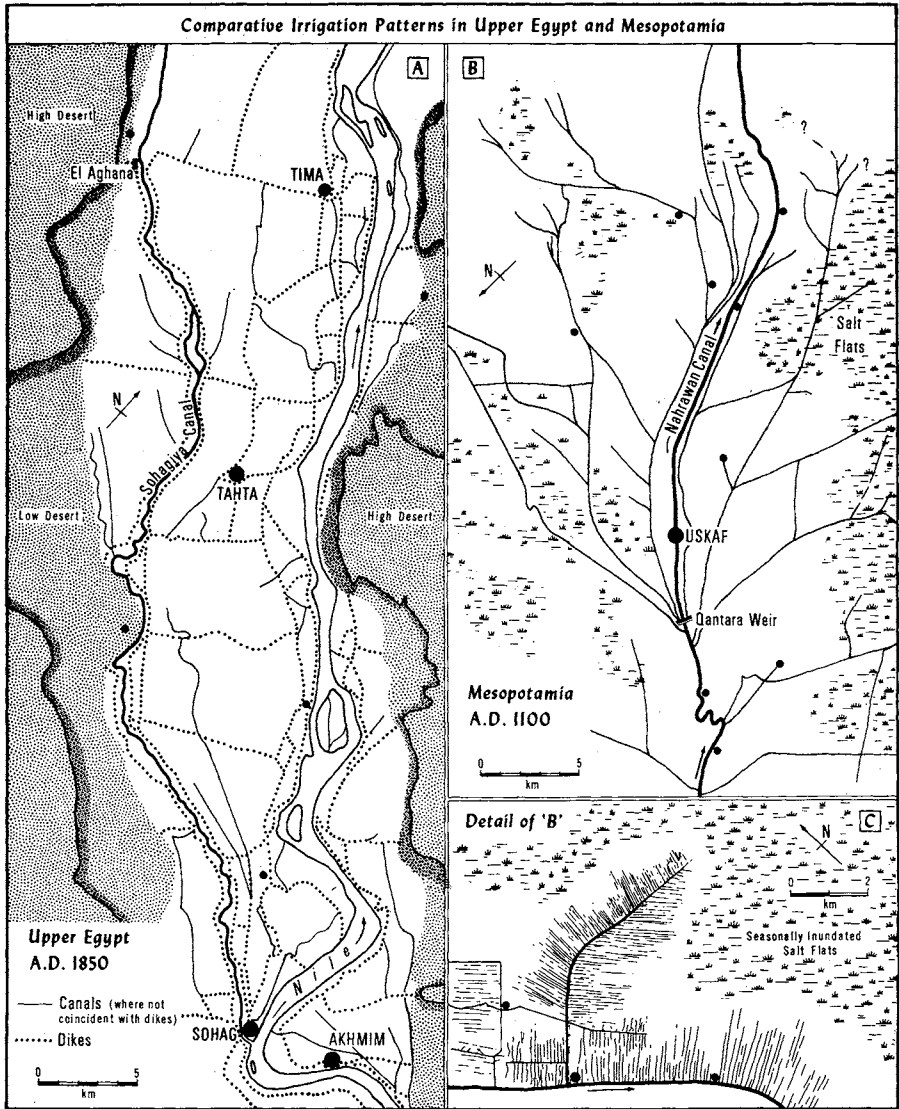 Comparative Irrigation Patterns in Upper Egypt and Mesopotamia
A
High Desert
El Aghana
TIMA
N
Sohagiya Canal
TAHTA
Low Desert
High Desert
Upper Egypt
A.D. 1850
Canals (where not
coincident with dikes)
Dikes
Nile
SOHAG
AKHMIM
0 5
km
B
?
?
N
Salt
Flats
Nahrawan Canal
USKAF
Qantara Weir
Mesopotamia
A.D. 1100
0 5
km
Detail of 'B'
C
N
0 2
km
Seasonally Inundated
Salt Flats